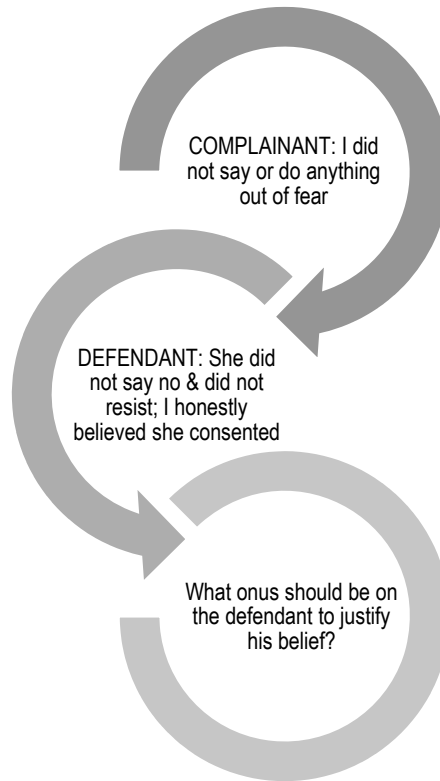 COMPLAINANT: I did
not say or do anything
out of fear
DEFENDANT: She did
not say no & did not
resist; I honestly
believed she consented
What onus should be on
the defendant to justify
his belief?